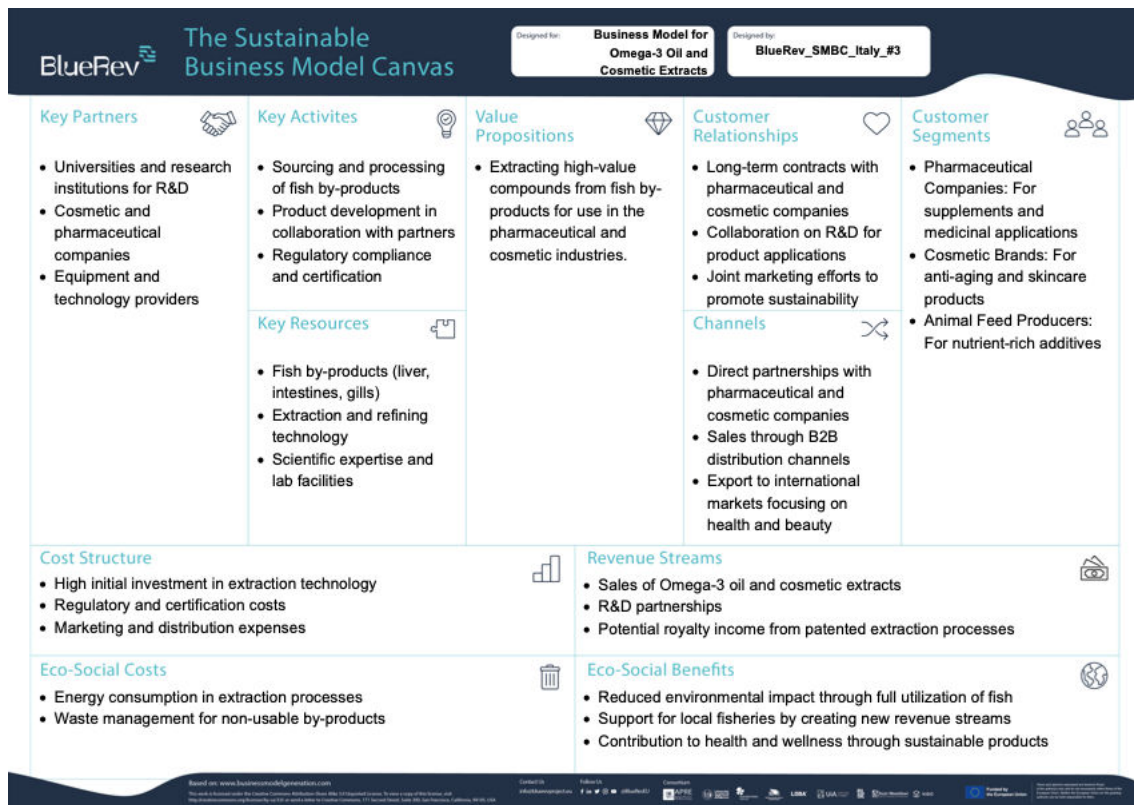 BlueRev
The Sustainable
Business Model Canvas
Designed for:
Business Model for
Omega-3 Oil and
Cosmetic Extracts
Designed by:
BlueRev_SMBC_Italy_#3
Key Partners
• Universities and research
institutions for R&D
• Cosmetic and
pharmaceutical
companies
• Equipment and
technology providers
Key Activites
• Sourcing and processing
of fish by-products
• Product development in
collaboration with partners
• Regulatory compliance
and certification
Key Resources
• Fish by-products (liver,
intestines, gills)
• Extraction and refining
technology
• Scientific expertise and
lab facilities
Value
Propositions
• Extracting high-value
compounds from fish by-
products for use in the
pharmaceutical and
cosmetic industries.
Customer
Relationships
• Long-term contracts with
pharmaceutical and
cosmetic companies
• Collaboration on R&D for
product applications
• Joint marketing efforts to
promote sustainability
Channels
• Direct partnerships with
pharmaceutical and
cosmetic companies
• Sales through B2B
distribution channels
• Export to international
markets focusing on
health and beauty
Customer
Segments
• Pharmaceutical
Companies: For
supplements and
medicinal applications
• Cosmetic Brands: For
anti-aging and skincare
products
• Animal Feed Producers:
For nutrient-rich additives
Cost Structure
• High initial investment in extraction technology
• Regulatory and certification costs
• Marketing and distribution expenses
Revenue Streams
• Sales of Omega-3 oil and cosmetic extracts
• R&D partnerships
• Potential royalty income from patented extraction processes
Eco-Social Costs
• Energy consumption in extraction processes
• Waste management for non-usable by-products
Eco-Social Benefits
• Reduced environmental impact through full utilization of fish
• Support for local fisheries by creating new revenue streams
• Contribution to health and wellness through sustainable products
Based on: www.businessmodelgeneration.com
Contact Us
Follow Us
@BlueRevEU
Consortium
APRE
Funded by
the European Union